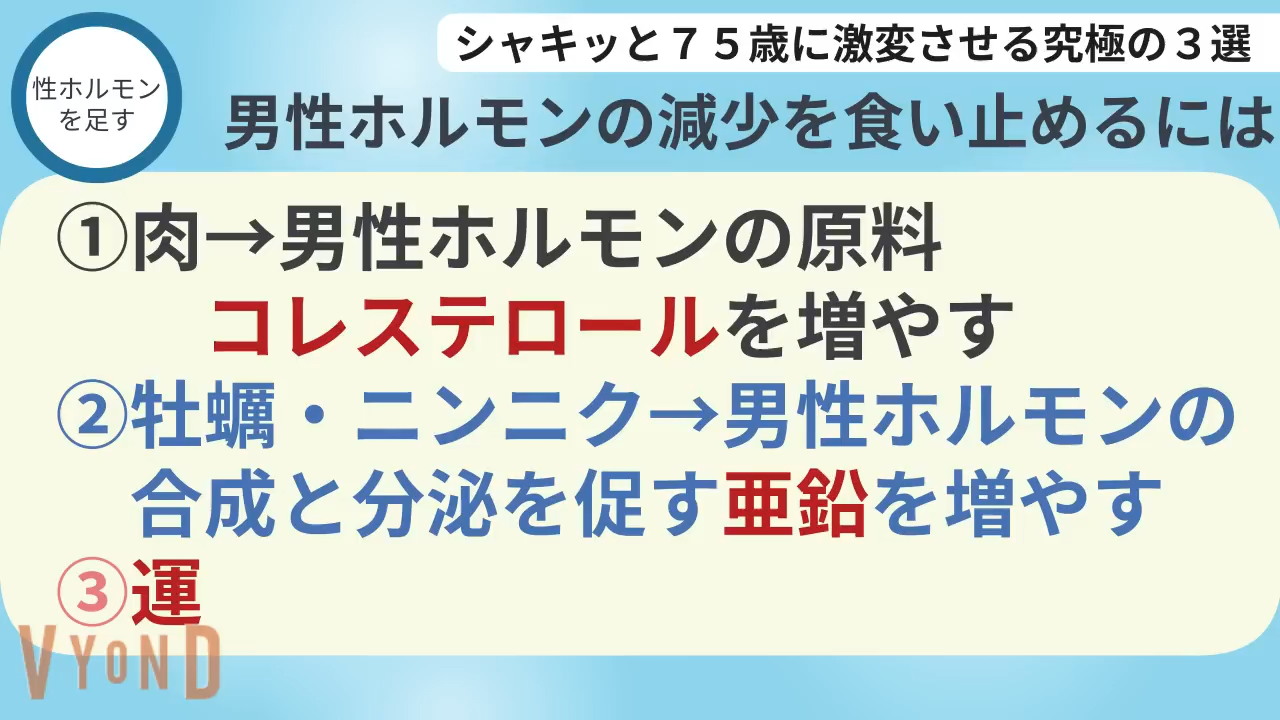 シャキッと７５歳に激変させる究極の３選
性ホルモン
を足す
男性ホルモンの減少を食い止めるには
①肉→男性ホルモンの原料
コレステロールを増やす
②牡蠣・ニンニク→男性ホルモンの
合成と分泌を促す亜鉛を増やす
③運
VYOND